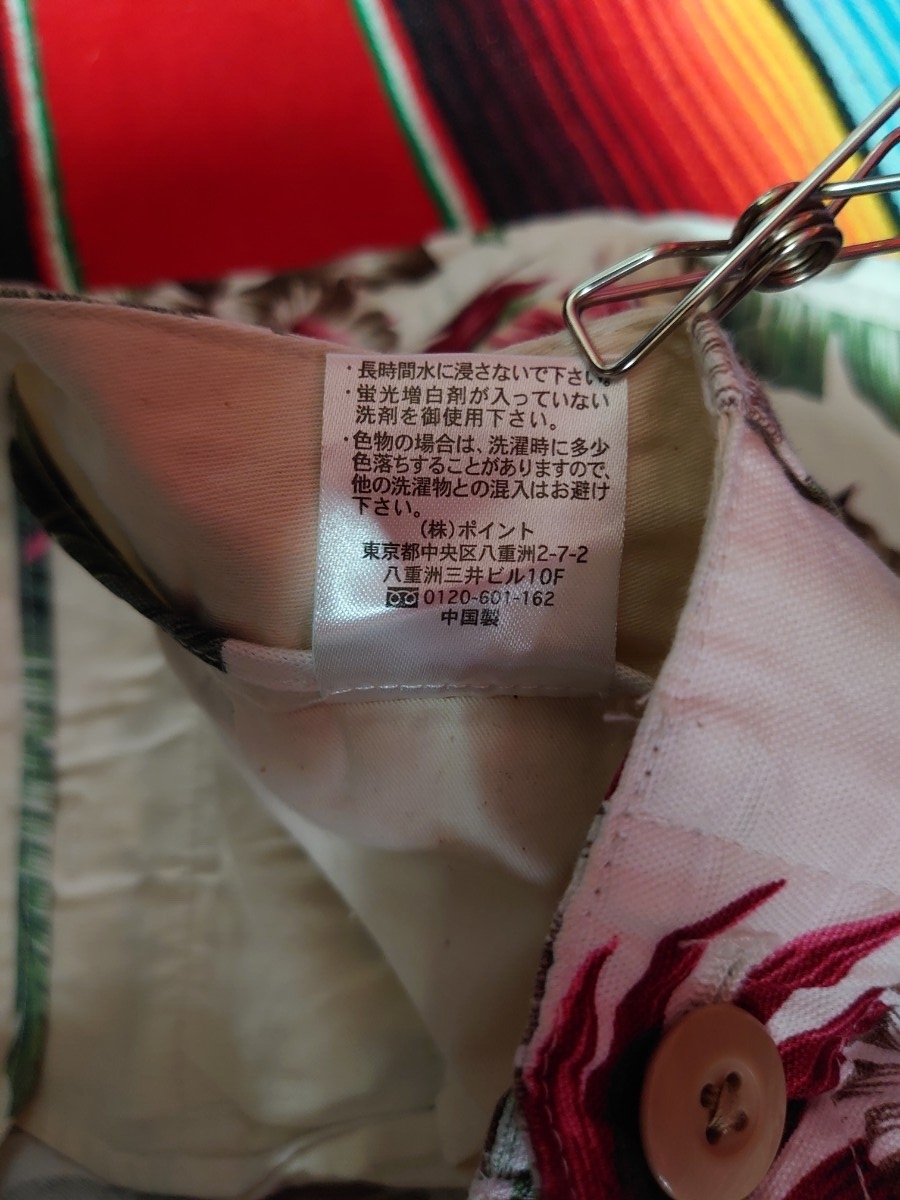 ・長時間水に浸さないで下さい。
・蛍光増白剤が入っていない
洗剤を御使用下さい。
・色物の場合は、洗濯時に多少
色落ちすることがありますので、
他の洗濯物との混入はお避け
下さい。
(株)ポイント
東京都中央区八重洲2-7-2
八重洲三井ビル10F
0120-601-162
中国製